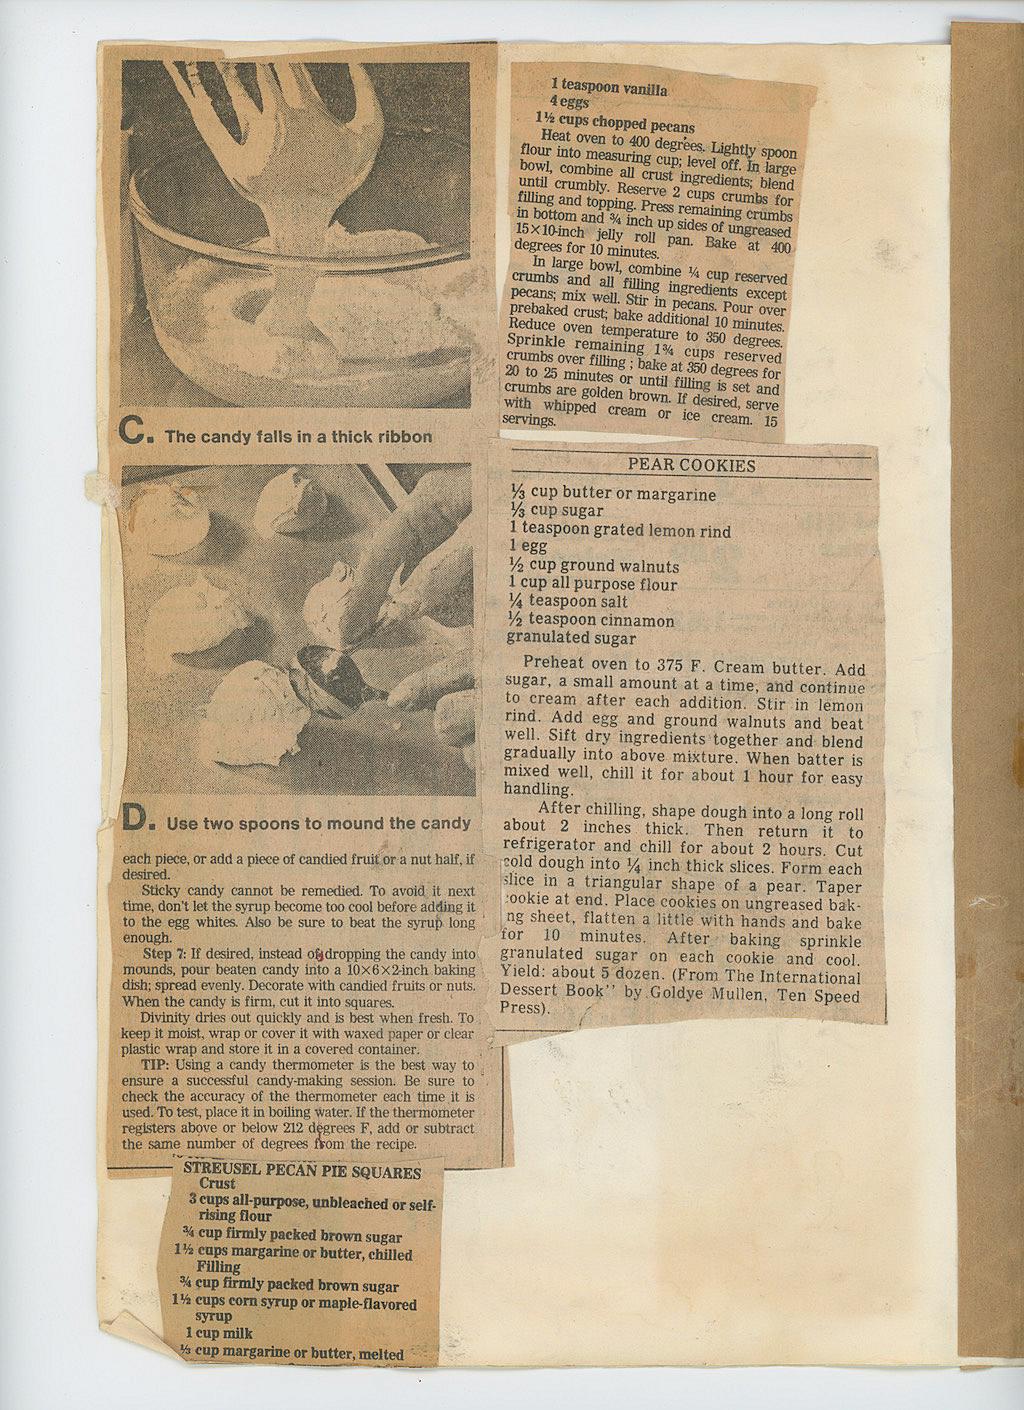 C. The candy falls in a thick ribbon
D. Use two spoons to mound the candy
each piece, or add a piece of candied fruit or a nut half, if
desired.
Sticky candy cannot be remedied. To avoid it next
time, don't let the syrup become too cool before adding it
to the egg whites. Also be sure to beat the syrup long
enough.
Step 7: If desired, instead of dropping the candy into
mounds, pour beaten candy into a 10×6×2-inch baking
dish; spread evenly. Decorate with candied fruits or nuts.
When the candy is firm, cut it into squares.
Divinity dries out quickly and is best when fresh. To
keep it moist, wrap or cover it with waxed paper or clear
plastic wrap and store it in a covered container.
TIP: Using a candy thermometer is the best way to
ensure a successful candy-making session. Be sure to
check the accuracy of the thermometer each time it is
used. To test, place it in boiling water. If the thermometer
registers above or below 212 degrees F, add or subtract
the same number of degrees from the recipe.
STREUSEL PECAN PIE SQUARES
Crust
3 cups all-purpose, unbleached or self-
rising flour
¾ cup firmly packed brown sugar
1½ cups margarine or butter, chilled
Filling
¾ cup firmly packed brown sugar
1½ cups corn syrup or maple-flavored
syrup
1 cup milk
⅓ cup margarine or butter, melted
1 teaspoon vanilla
4 eggs
1½ cups chopped pecans
Heat oven to 400 degrees. Lightly spoon
flour into measuring cup; level off. In large
bowl, combine all crust ingredients; blend
until crumbly. Reserve 2 cups crumbs for
filling and topping. Press remaining crumbs
in bottom and ¾ inch up sides of ungreased
15×10-inch jelly roll pan. Bake at 400
degrees for 10 minutes.
In large bowl, combine ¼ cup reserved
crumbs and all filling ingredients except
pecans; mix well. Stir in pecans. Pour over
prebaked crust; bake additional 10 minutes.
Reduce oven temperature to 350 degrees.
Sprinkle remaining 1¾ cups reserved
crumbs over filling ; bake at 350 degrees for
20 to 25 minutes or until filling is set and
crumbs are golden brown. If desired, serve
with whipped cream or ice cream. 15
servings.
PEAR COOKIES
⅓ cup butter or margarine
⅓ cup sugar
1 teaspoon grated lemon rind
1 egg
½ cup ground walnuts
1 cup all purpose flour
¼ teaspoon salt
½ teaspoon cinnamon
granulated sugar
Preheat oven to 375 F. Cream butter. Add
sugar, a small amount at a time, and continue
to cream after each addition. Stir in lemon
rind. Add egg and ground walnuts and beat
well. Sift dry ingredients together and blend
gradually into above mixture. When batter is
mixed well, chill it for about 1 hour for easy
handling.
After chilling, shape dough into a long roll
about 2 inches thick. Then return it to
refrigerator and chill for about 2 hours. Cut
cold dough into ¼ inch thick slices. Form each
slice in a triangular shape of a pear. Taper
ookie at end. Place cookies on ungreased bak-
ng sheet, flatten a little with hands and bake
for 10 minutes. After baking sprinkle
granulated sugar on each cookie and cool.
Yield: about 5 dozen. (From The International
Dessert Book" by Goldye Mullen, Ten Speed
Press).